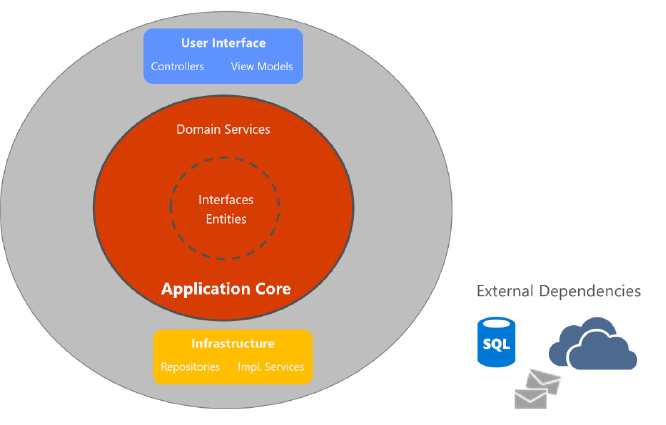 User Interface
Controllers View Models
Domain Services
Interfaces
Entities
Application Core
Infrastructure
Repositories Impl. Services
External Dependencies
SQL